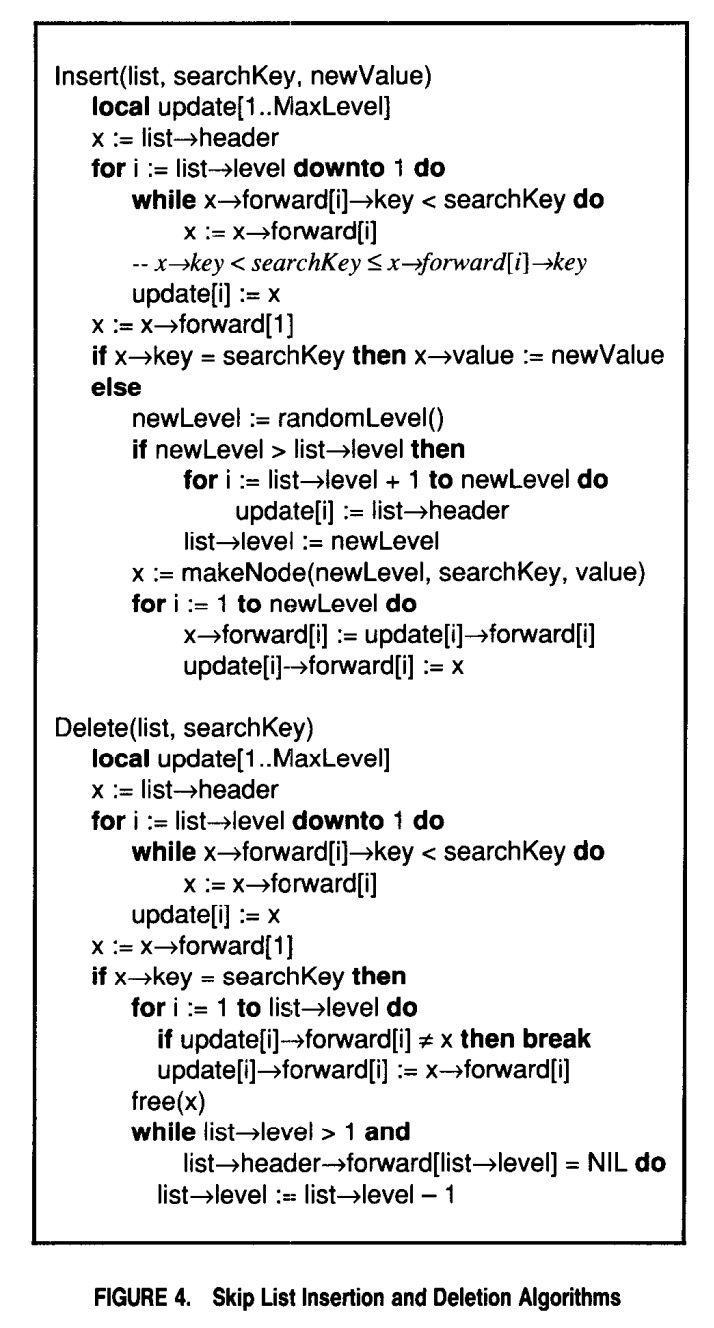 Insert(list, searchKey, newValue)
local update[1..MaxLevel]
x := list→header
for i := list→level downto 1 do
while x→forward[i]→key < searchKey do
x := x→forward[i]
-- x→key < searchKey ≤ x→forward[i]→key
update[i] := x
x := x→forward[1]
if x→key = searchKey then x→value := newValue
else
newLevel := randomLevel()
if newLevel > list→level then
for i := list→level + 1 to newLevel do
update[i] := list→header
list→level := newLevel
x := makeNode(newLevel, searchKey, value)
for i := 1 to newLevel do
x→forward[i] := update[i]→forward[i]
update[i]→forward[i] := x
Delete(list, searchKey)
local update[1..MaxLevel]
x := list→header
for i := list→level downto 1 do
while x→forward[i]→key < searchKey do
x := x→forward[i]
update[i] := x
x := x→forward[1]
if x→key = searchKey then
for i := 1 to list→level do
if update[i]→forward[i] ≠ x then break
update[i]→forward[i] := x→forward[i]
free(x)
while list→level > 1 and
list→header→forward[list→level] = NIL do
list→level := list→level – 1
FIGURE 4. Skip List Insertion and Deletion Algorithms